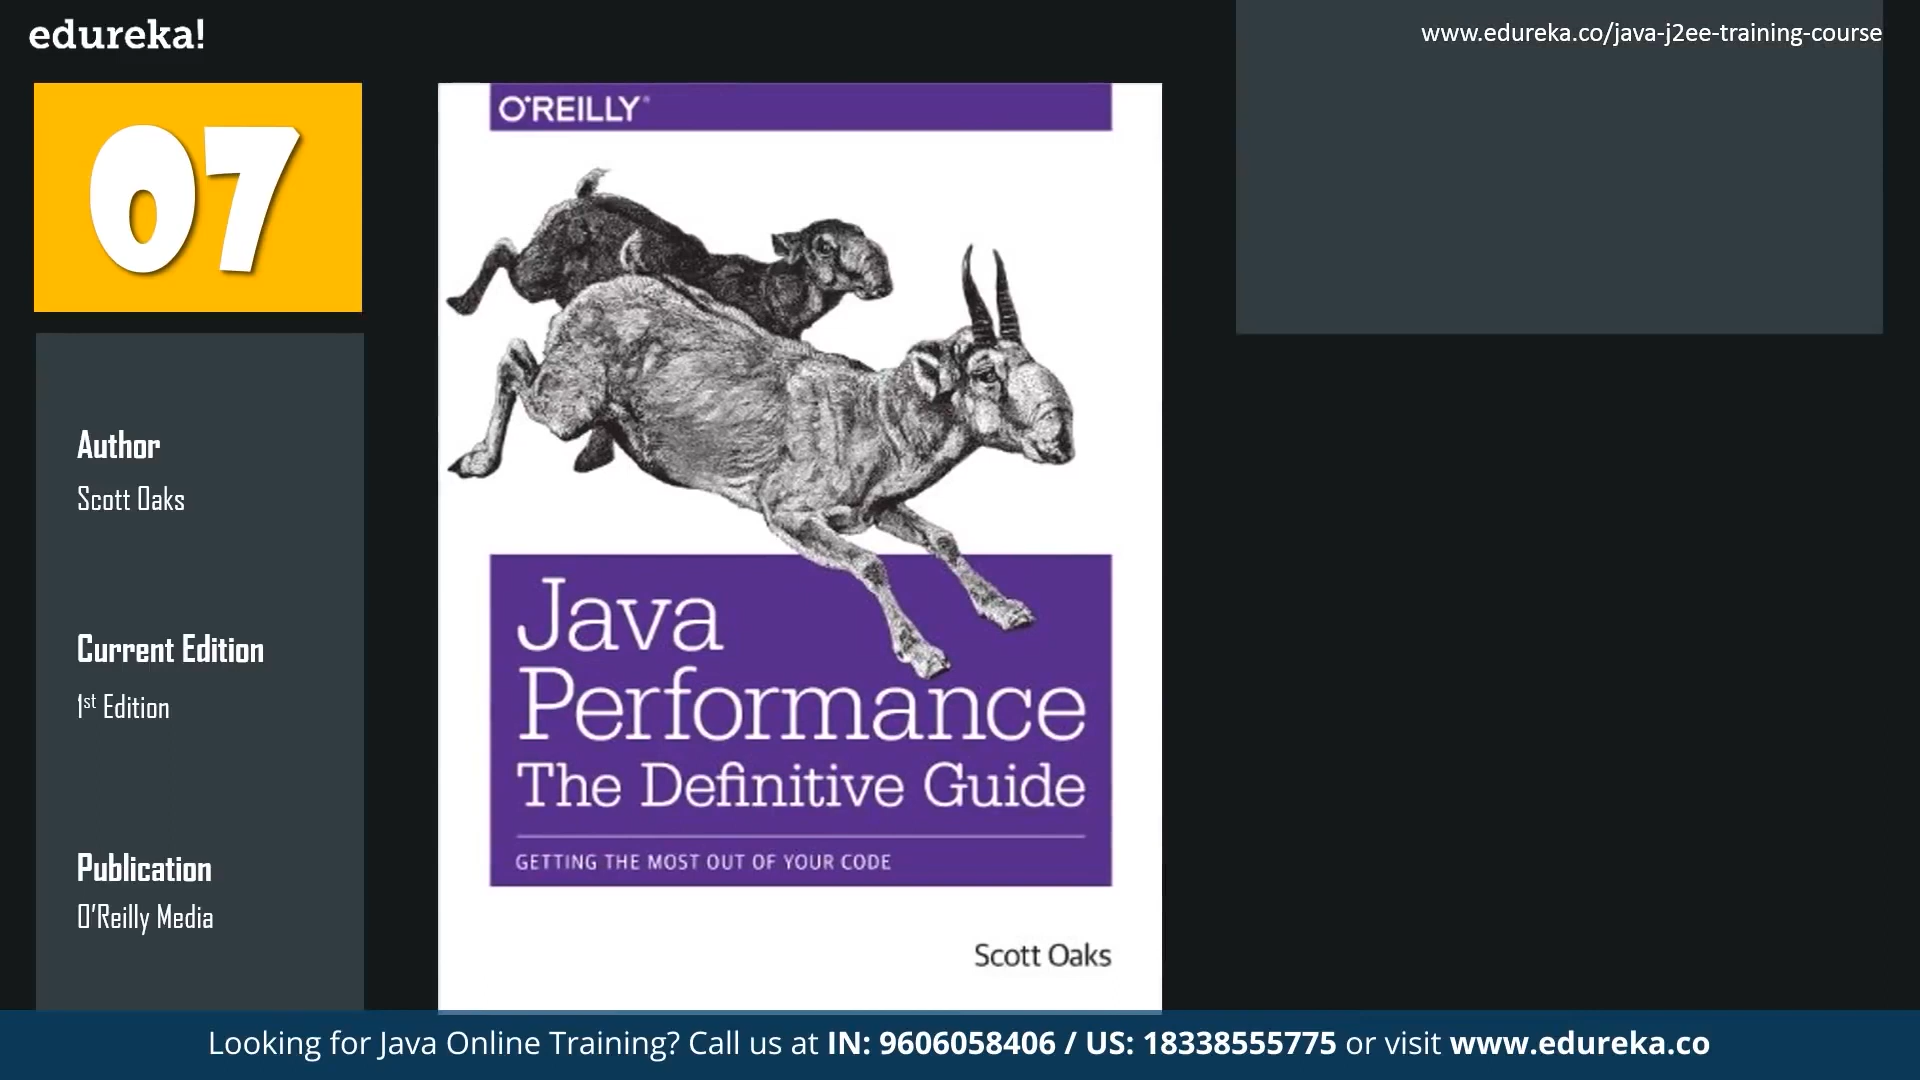 edureka!
www.edureka.co/java-j2ee-training-course
07
Author
Scott Oaks
Current Edition
1st Edition
Publication
O'Reilly Media
O'REILLY®
Java
Performance
The Definitive Guide
GETTING THE MOST OUT OF YOUR CODE
Scott Oaks
Looking for Java Online Training? Call us at IN: 9606058406 / US: 18338555775 or visit www.edureka.co